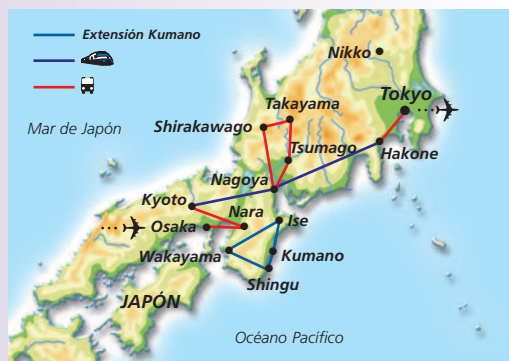 Extensión Kumano
Nikko
Takayama
Tokyo
Mar de Japón
Shirakawago
Tsumago
Hakone
Nagoya
Kyoto
Nara
Ise
Osaka
Wakayama
Kumano
Shingu
JAPÓN
Océano Pacífico